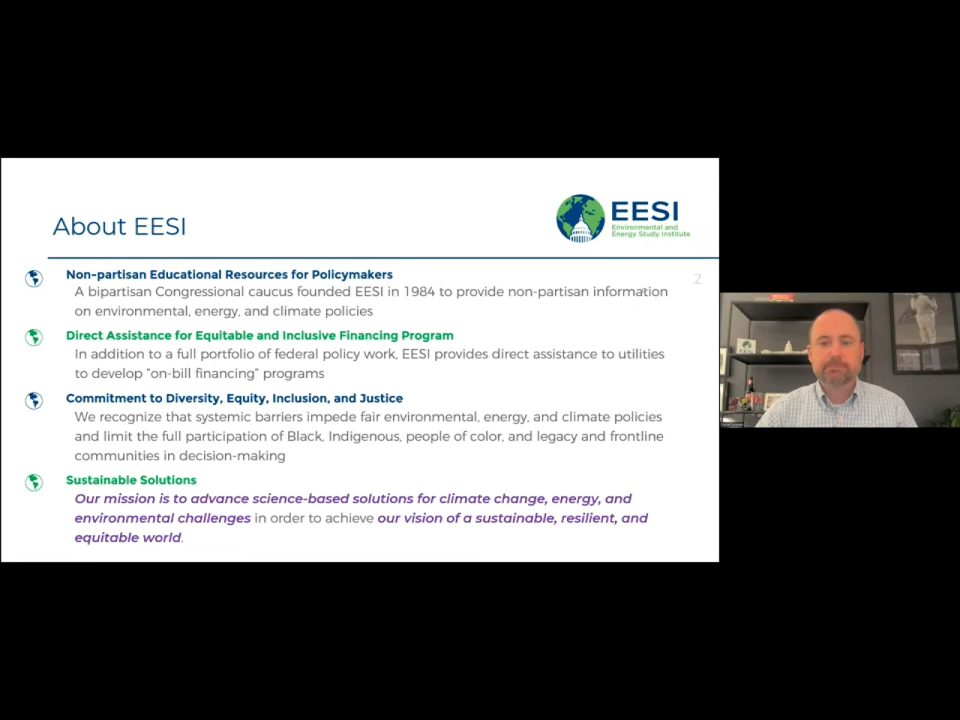 About EESI
EESI
Environmental and
Energy Study Institute
2
Non-partisan Educational Resources for Policymakers
A bipartisan Congressional caucus founded EESI in 1984 to provide non-partisan information
on environmental, energy, and climate policies
Direct Assistance for Equitable and Inclusive Financing Program
In addition to a full portfolio of federal policy work, EESI provides direct assistance to utilities
to develop “on-bill financing” programs
Commitment to Diversity, Equity, Inclusion, and Justice
We recognize that systemic barriers impede fair environmental, energy, and climate policies
and limit the full participation of Black, Indigenous, people of color, and legacy and frontline
communities in decision-making
Sustainable Solutions
Our mission is to advance science-based solutions for climate change, energy, and
environmental challenges in order to achieve our vision of a sustainable, resilient, and
equitable world.